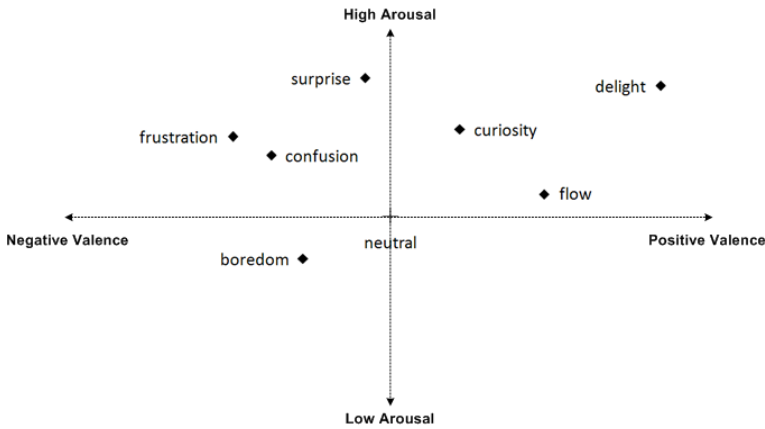 High Arousal
surprise
delight
frustration
curiosity
confusion
flow
Negative Valence
neutral
Positive Valence
boredom
Low Arousal